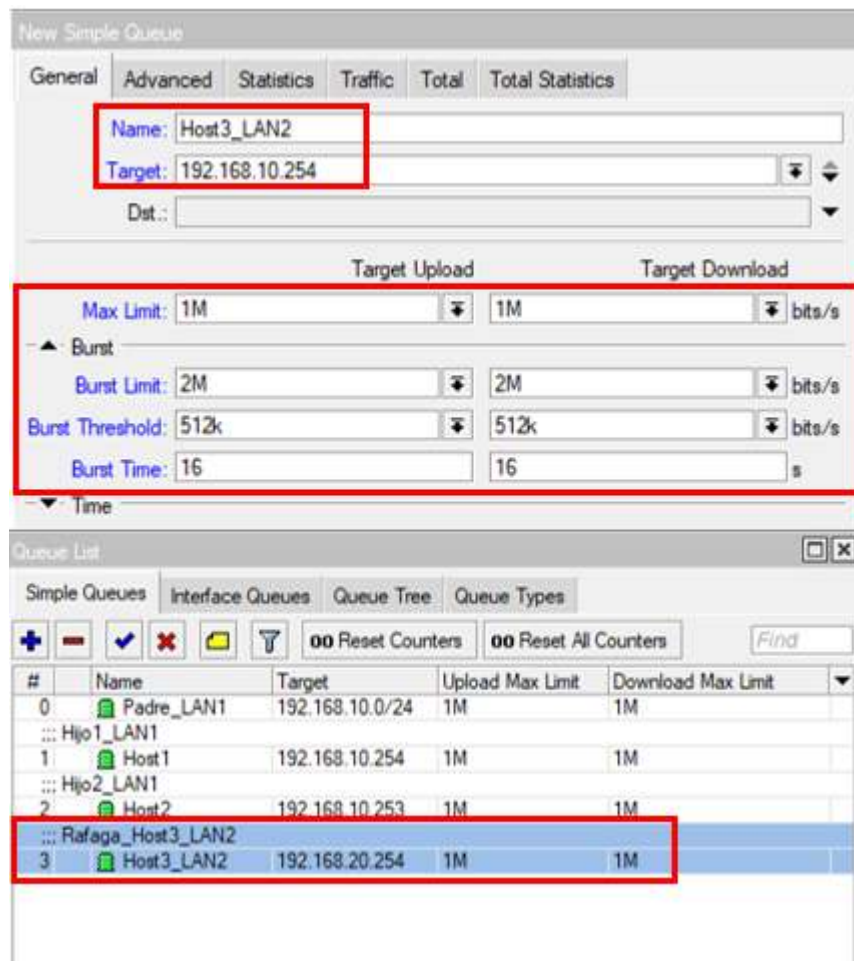 New Simple Queue
General Advanced Statistics Traffic Total Total Statistics
Name: Host3_LAN2
Target: 192.168.10.254
Dst.:
Target Upload Target Download
Max Limit: 1M 1M bits/s
Burst
Burst Limit: 2M 2M bits/s
Burst Threshold: 512k 512k bits/s
Burst Time: 16 16 s
Time
Queue List
Simple Queues Interface Queues Queue Tree Queue Types
00 Reset Counters 00 Reset All Counters Find
# Name Target Upload Max Limit Download Max Limit
0 Padre_LAN1 192.168.10.0/24 1M 1M
::: Hijo1_LAN1
1 Host1 192.168.10.254 1M 1M
::: Hijo2_LAN1
2 Host2 192.168.10.253 1M 1M
::: Rafaga_Host3_LAN2
3 Host3_LAN2 192.168.20.254 1M 1M